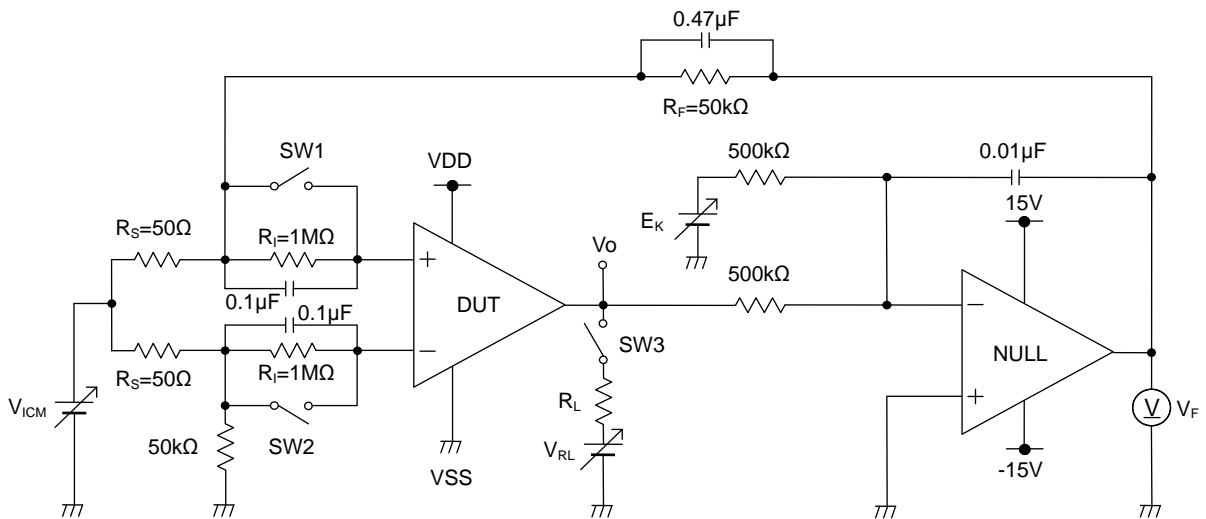 0.47µF
RF=50kΩ
SW1
VDD
500kΩ
0.01µF
15V
RS=50Ω
RI=1MΩ
EK
Vo
0.1µF
0.1µF
+
DUT
500kΩ
−
NULL
SW3
RS=50Ω
RI=1MΩ
−
+
VICM
RL
V
VF
50kΩ
SW2
VRL
VSS
-15V